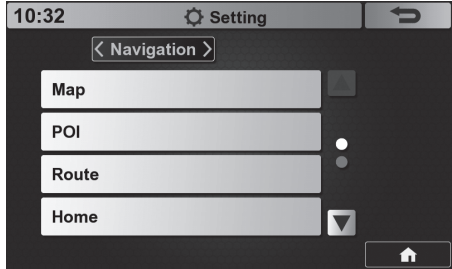 10:32 Setting
< Navigation >
Map
POI
Route
Home